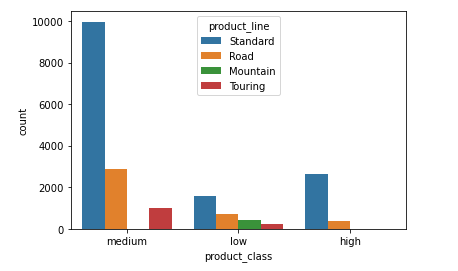 product_line
Standard
Road
Mountain
Touring
10000
8000
6000
4000
2000
0
count
medium
low
high
product_class